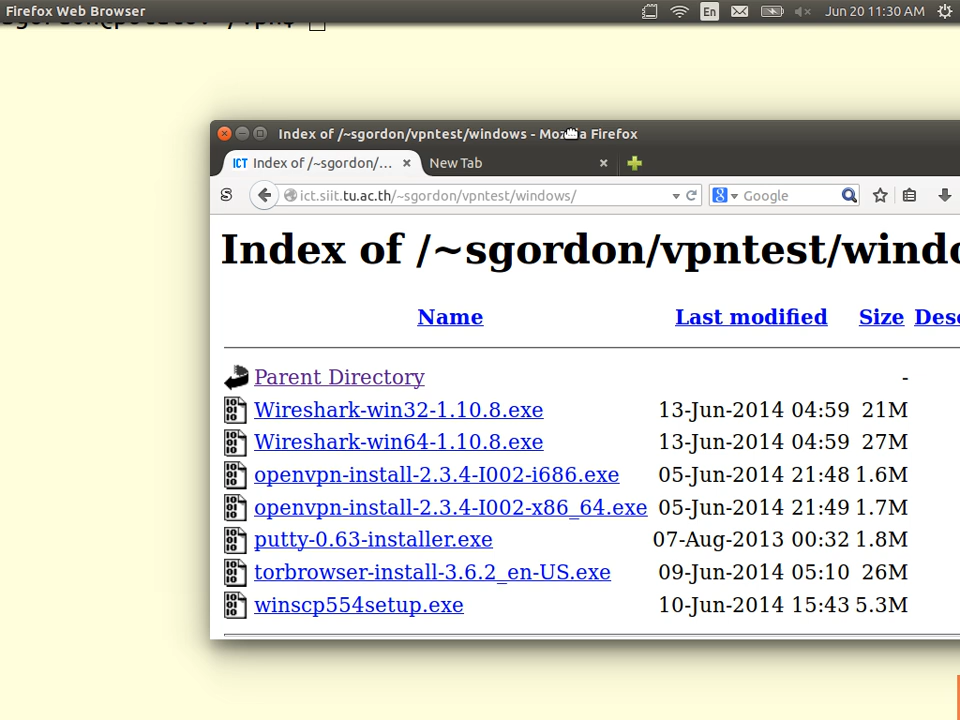 Firefox Web Browser
En
Jun 20 11:30 AM
Index of /~sgordon/vpntest/windows - Mozilla Firefox
ICT Index of /~sgordon/...
New Tab
S
ict.siit.tu.ac.th/~sgordon/vpntest/windows/
8 Google
Index of /~sgordon/vpntest/windo
Name Last modified Size Desc
Parent Directory -
Wireshark-win32-1.10.8.exe 13-Jun-2014 04:59 21M
Wireshark-win64-1.10.8.exe 13-Jun-2014 04:59 27M
openvpn-install-2.3.4-I002-i686.exe 05-Jun-2014 21:48 1.6M
openvpn-install-2.3.4-I002-x86_64.exe 05-Jun-2014 21:49 1.7M
putty-0.63-installer.exe 07-Aug-2013 00:32 1.8M
torbrowser-install-3.6.2_en-US.exe 09-Jun-2014 05:10 26M
winscp554setup.exe 10-Jun-2014 15:43 5.3M